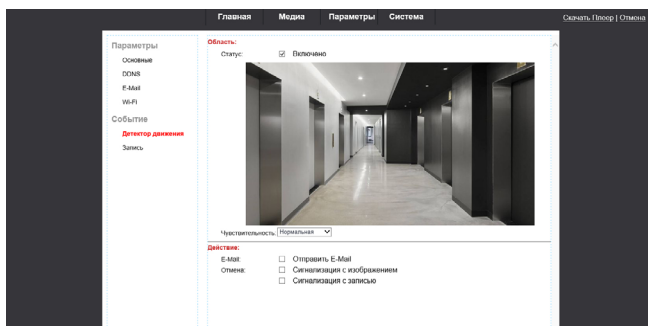 Главная Медиа Параметры Система Скачать Плеер | Отмена
Параметры
Основные
DDNS
E-Mail
Wi-Fi
Событие
Детектор движения
Запись
Область:
Статус: Включено
Чувствительность: Нормальная
Действие:
E-Mail: Отправить E-Mail
Отмена: Сигнализация с изображением
Сигнализация с записью